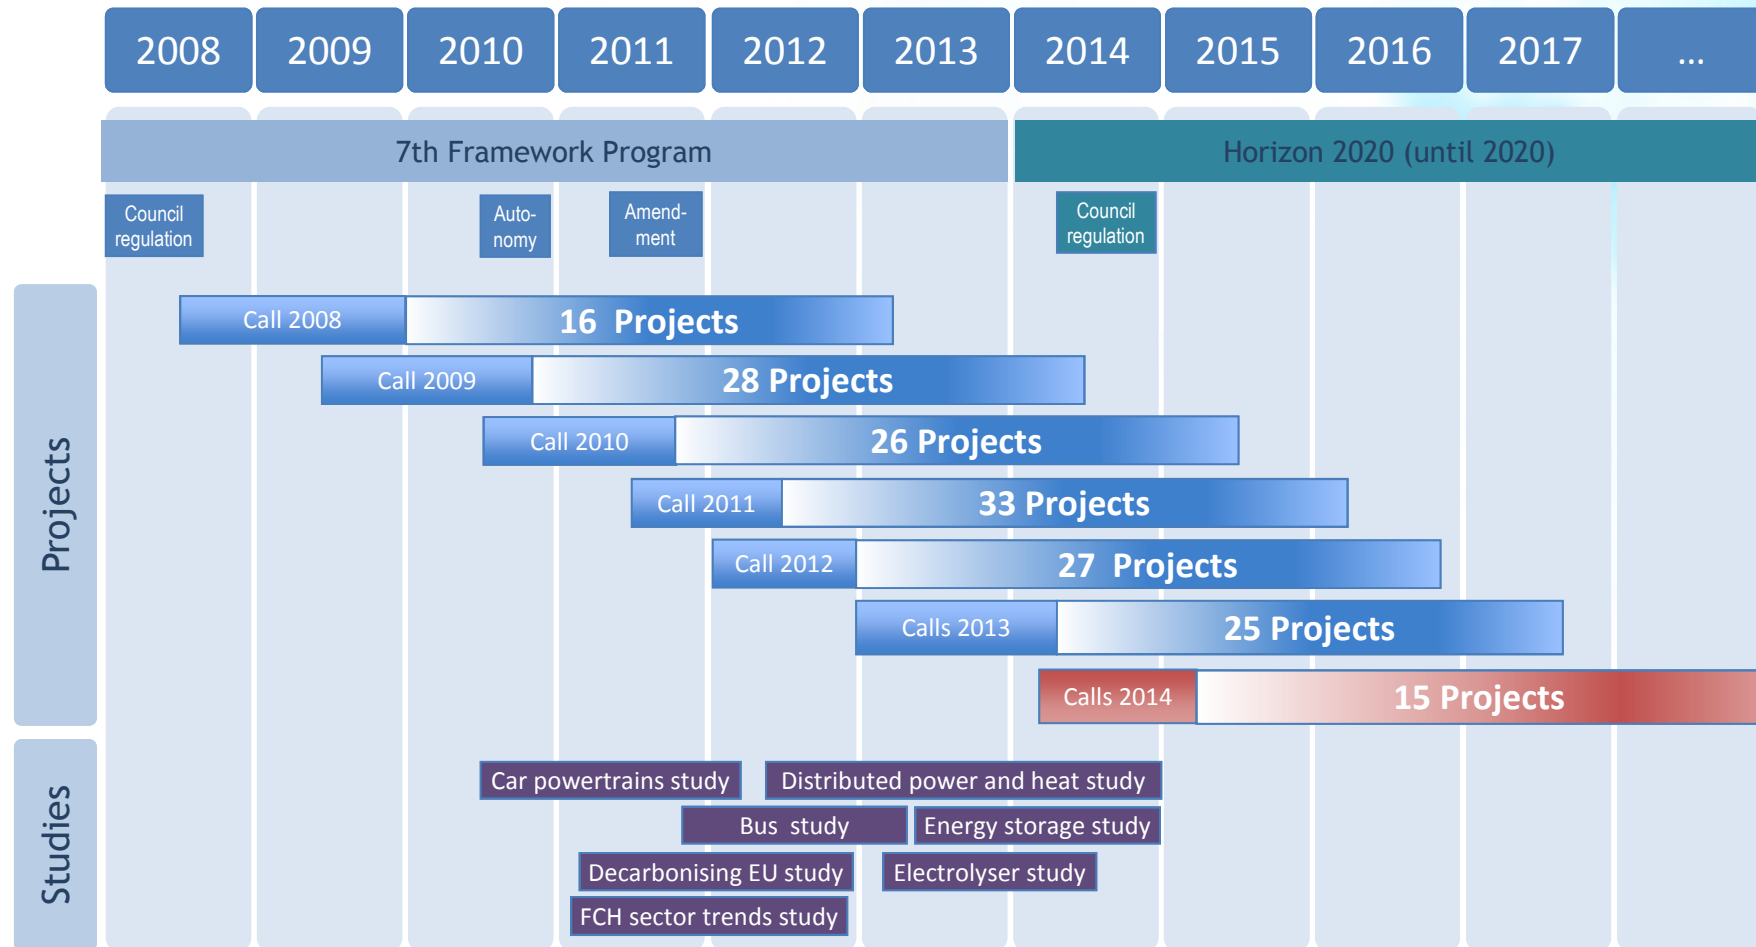 2008 2009 2010 2011 2012 2013 2014 2015 2016 2017 ...
7th Framework Program
Horizon 2020 (until 2020)
Council
regulation
Auto-
nomy
Amend-
ment
Council
regulation
Projects
Call 2008
16 Projects
Call 2009
28 Projects
Call 2010
26 Projects
Call 2011
33 Projects
Call 2012
27 Projects
Calls 2013
25 Projects
Calls 2014
15 Projects
Studies
Car powertrains study
Distributed power and heat study
Bus study
Energy storage study
Decarbonising EU study
Electrolyser study
FCH sector trends study